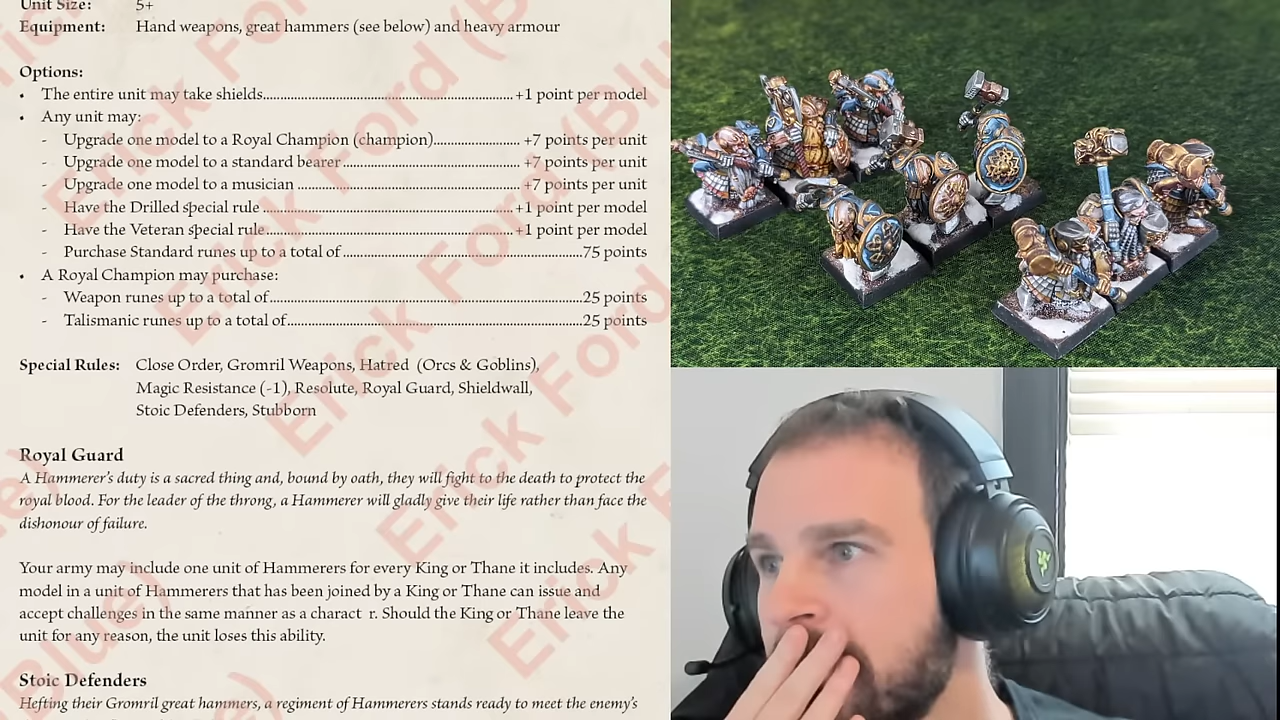 Unit Size: 5+
Equipment: Hand weapons, great hammers (see below) and heavy armour
Options:
• The entire unit may take shields........ +1 point per model
• Any unit may:
- Upgrade one model to a Royal Champion (champion)........ +7 points per unit
- Upgrade one model to a standard bearer........ +7 points per unit
- Upgrade one model to a musician........ +7 points per unit
- Have the Drilled special rule........ +1 point per model
- Have the Veteran special rule........ +1 point per model
- Purchase Standard runes up to a total of........ 75 points
• A Royal Champion may purchase:
- Weapon runes up to a total of........ 25 points
- Talismanic runes up to a total of........ 25 points
Special Rules: Close Order, Gromril Weapons, Hatred (Orcs & Goblins),
Magic Resistance (-1), Resolute, Royal Guard, Shieldwall,
Stoic Defenders, Stubborn
Royal Guard
A Hammerer's duty is a sacred thing and, bound by oath, they will fight to the death to protect the
royal blood. For the leader of the throng, a Hammerer will gladly give their life rather than face the
dishonour of failure.
Your army may include one unit of Hammerers for every King or Thane it includes. Any
model in a unit of Hammerers that has been joined by a King or Thane can issue and
accept challenges in the same manner as a charact r. Should the King or Thane leave the
unit for any reason, the unit loses this ability.
Stoic Defenders
Hefting their Gromril great hammers, a regiment of Hammerers stands ready to meet the enemy's
Erick Ford (Blue)